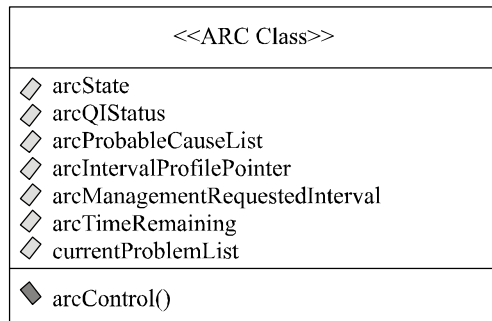 <<ARC Class>>
arcState
arcQIStatus
arcProbableCauseList
arcIntervalProfilePointer
arcManagementRequestedInterval
arcTimeRemaining
currentProblemList
arcControl()